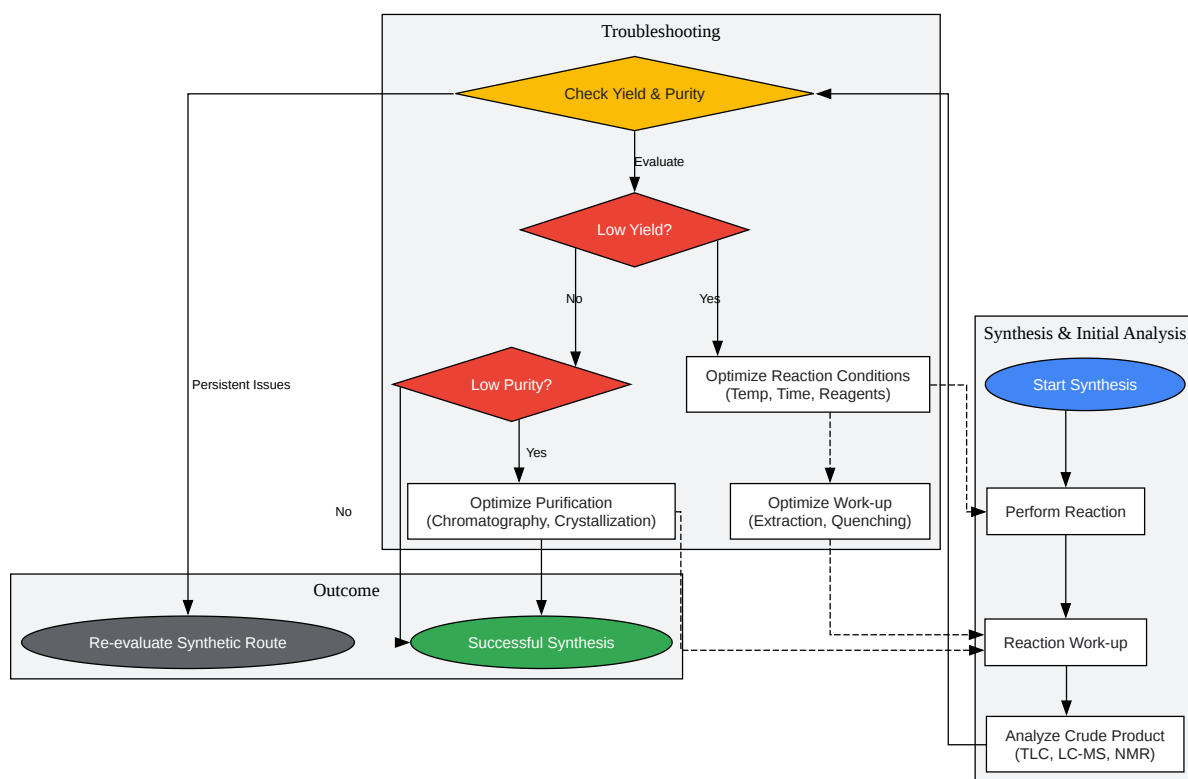 Troubleshooting
Check Yield & Purity
Evaluate
Low Yield?
No
Yes
Low Purity?
Optimize Reaction Conditions
(Temp, Time, Reagents)
Persistent Issues
Yes
Optimize Purification
(Chromatography, Crystallization)
Optimize Work-up
(Extraction, Quenching)
No
Synthesis & Initial Analysis
Start Synthesis
Perform Reaction
Reaction Work-up
Analyze Crude Product
(TLC, LC-MS, NMR)
Outcome
Re-evaluate Synthetic Route
Successful Synthesis